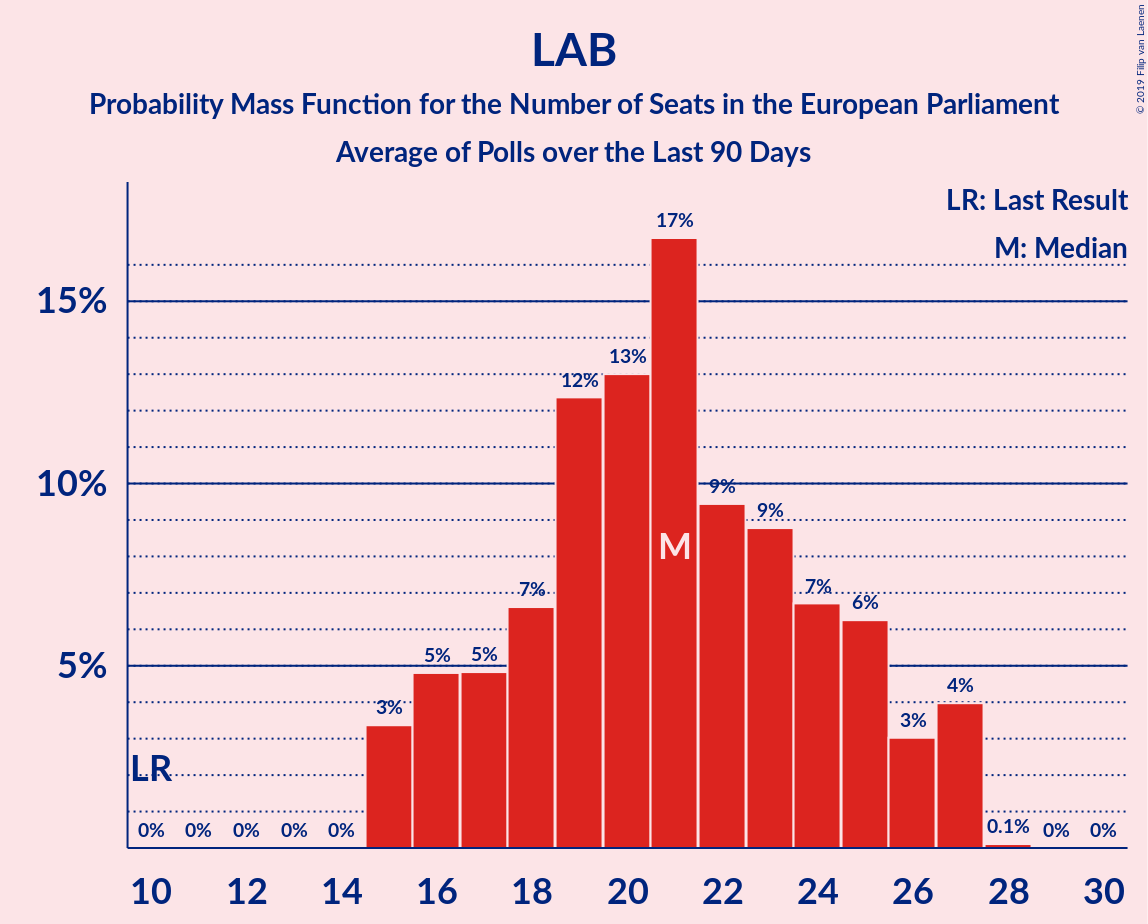 LAB
Probability Mass Function for the Number of Seats in the European Parliament
Average of Polls over the Last 90 Days
© 2019 Filip van Laenen
LR: Last Result
M: Median
15%
10%
5%
0% 0% 0% 0% 0% 3% 5% 5% 7% 12% 13% 17% 9% 9% 7% 6% 3% 4% 0.1% 0% 0%
LR
M
10 12 14 16 18 20 22 24 26 28 30